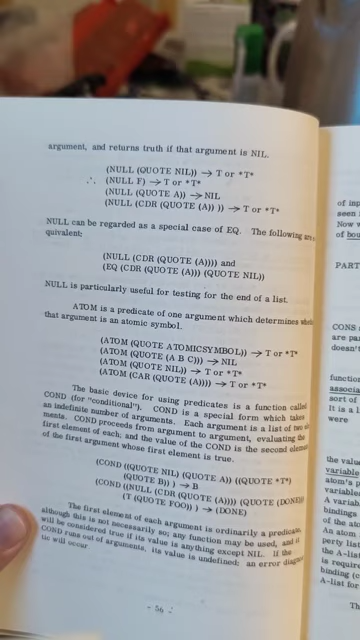 argument, and returns truth if that argument is NIL.
(NULL (QUOTE NIL)) → T or *T*
∴ (NULL F) → T or *T*
(NULL (QUOTE A)) → NIL
(NULL (CDR (QUOTE (A)) )) → T or *T*
NULL can be regarded as a special case of EQ. The following are
quivalent;
(NULL (CDR (QUOTE (A)))) and
(EQ (CDR (QUOTE (A))) (QUOTE NIL))
NULL is particularly useful for testing for the end of a list.
ATOM is a predicate of one argument which determines
that argument is an atomic symbol.
(ATOM (QUOTE ATOMICSYMBOL)) → T or *T*
(ATOM (QUOTE (A B C))) → NIL
(ATOM (QUOTE NIL)) → T or *T*
(ATOM (CAR (QUOTE (A)))) → T or *T*
The basic device for using predicates is a function called
COND (for "conditional"). COND is a special form which takes
an indefinite number of arguments. Each argument is a list of two
ments. COND proceeds from argument to argument, evaluating the
first element of each; and the value of the COND is the second
of the first argument whose first element is true.
(COND ((QUOTE NIL) (QUOTE A)) ((QUOTE *T*)
(QUOTE B)) ) → B
(COND ((NULL (CDR (QUOTE (A)))) (QUOTE (DONE)))
(T (QUOTE FOO)) ) → (DONE)
The first element of each argument is ordinarily a predicate,
although this is not necessarily so; any function may be used, and it
will be considered true if its value is anything except NIL. If the
COND runs out of arguments, its value is undefined; an error
tic will occur.
- 56 -
of inp
seen
Now w
of bou
PART
CONS
are pa
doesn't
function
associa
sort of
It is a l
were
the valu
variable
atom's p
variables
A variab
bindings
of the ato
An atom
perty list
the A-list
is require
binding (c
A-list for
Th